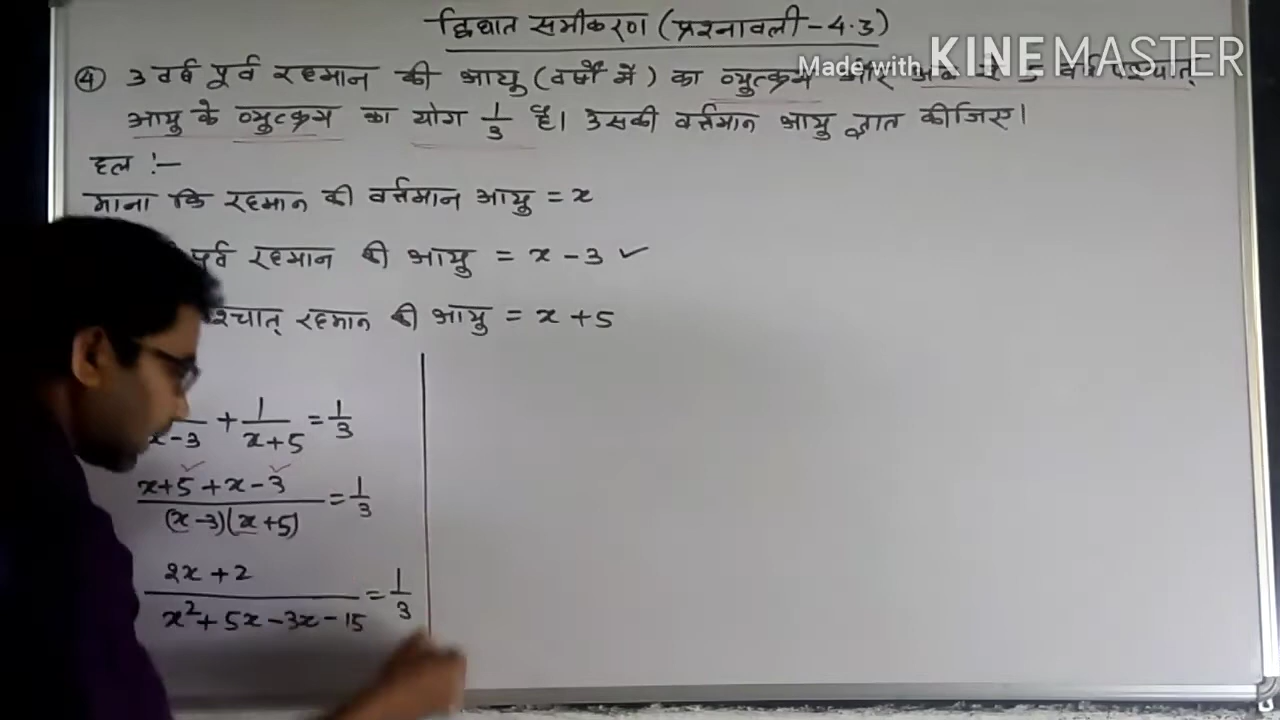 द्विघात समीकरण (प्रश्नावली-4.3)
Made with KINEMASTER
④ 3 वर्ष पूर्व रहमान की आयु (वर्षों में) का व्युत्क्रम
आयु के व्युत्क्रम का योग 1/3 है। उसकी वर्त्तमान आयु ज्ञात कीजिए।
हल :-
माना कि रहमान की वर्त्तमान आयु = x
पूर्व रहमान की आयु = x - 3 ✓
रहमान की आयु = x + 5
+ 1/(x+5) = 1/3
(x+5+x-3)/((x-3)(x+5)) = 1/3
(2x+2)/(x²+5x-3x-15) = 1/3